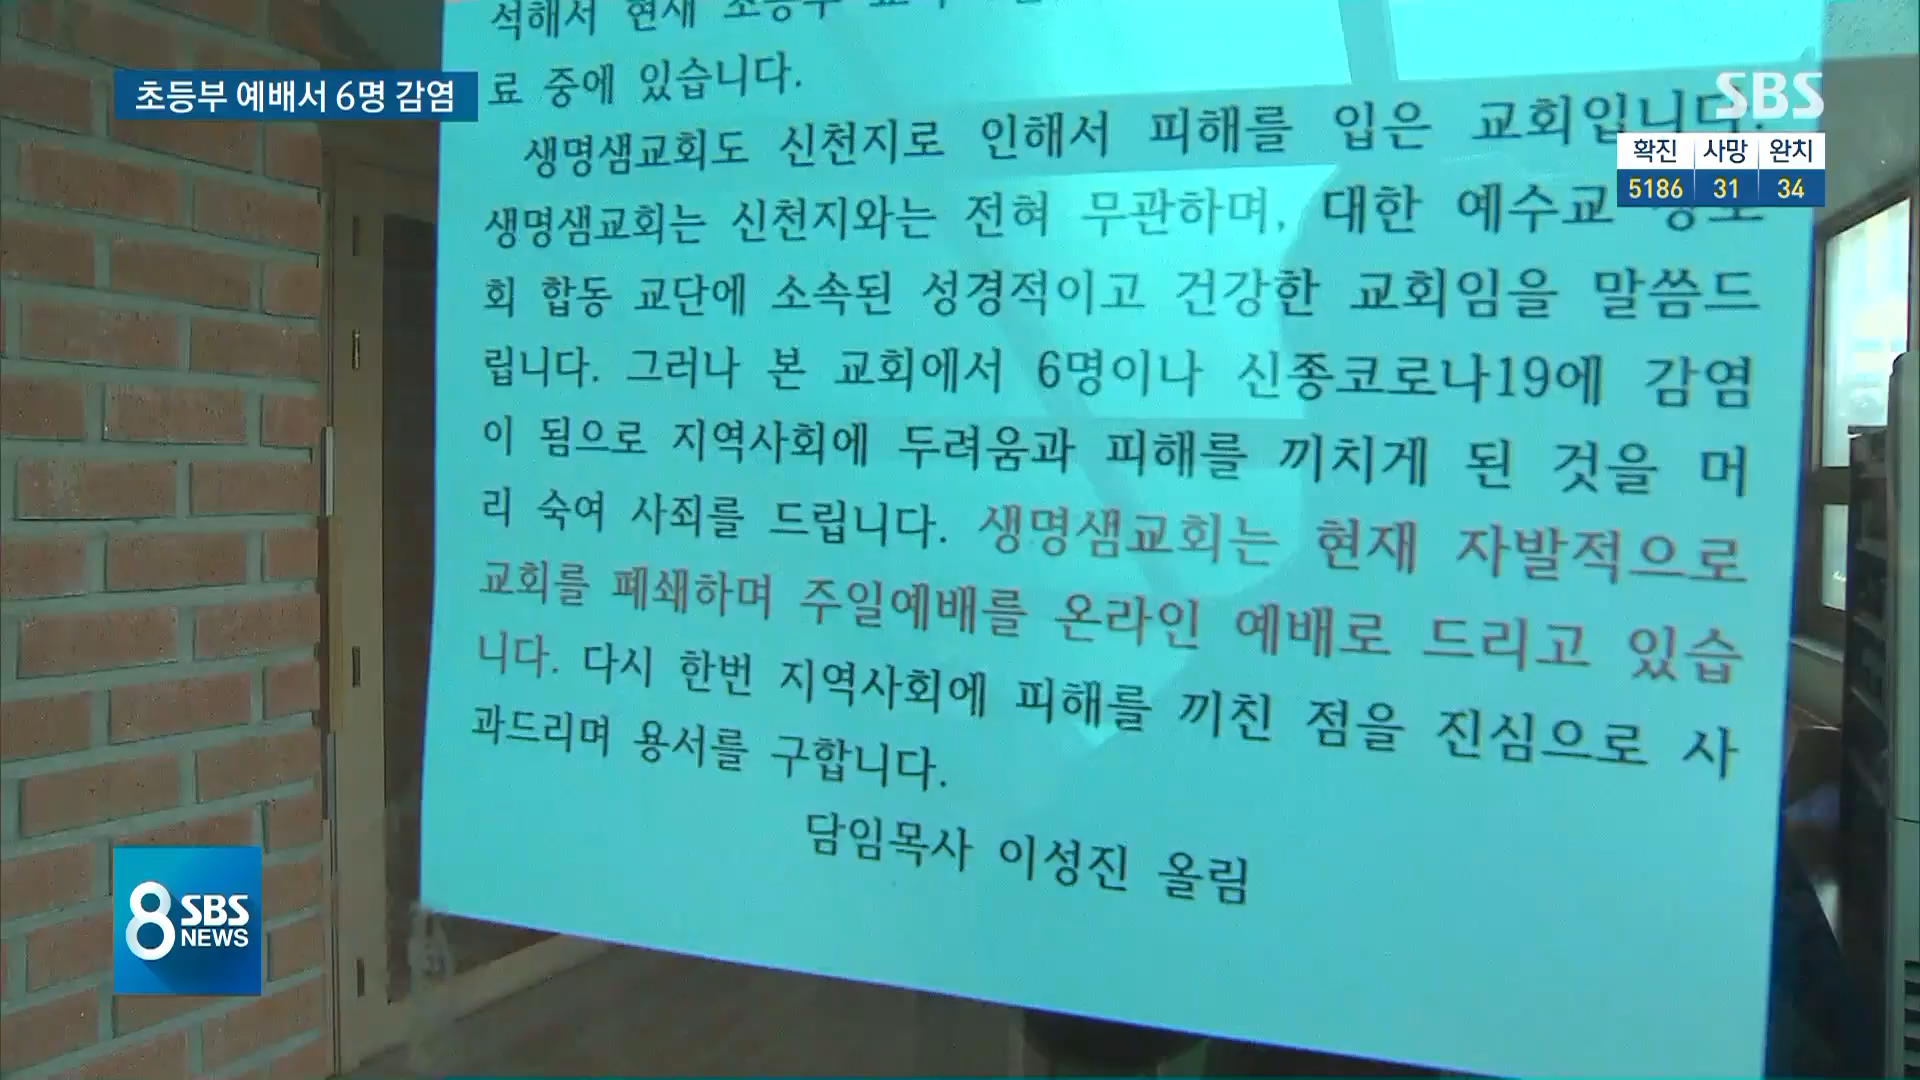 초등부 예배서 6명 감염
SBS
확진 사망 완치
5186 31 34
석해서 현재 초등부
료 중에 있습니다.
생명샘교회도 신천지로 인해서 피해를 입은 교회입니다.
생명샘교회는 신천지와는 전혀 무관하며, 대한 예수교 장로
회 합동 교단에 소속된 성경적이고 건강한 교회임을 말씀드
립니다. 그러나 본 교회에서 6명이나 신종코로나19에 감염
이 됨으로 지역사회에 두려움과 피해를 끼치게 된 것을 머
리 숙여 사죄를 드립니다. 생명샘교회는 현재 자발적으로
교회를 폐쇄하며 주일예배를 온라인 예배로 드리고 있습
니다. 다시 한번 지역사회에 피해를 끼친 점을 진심으로 사
과드리며 용서를 구합니다.
담임목사 이성진 올림
8 SBS NEWS